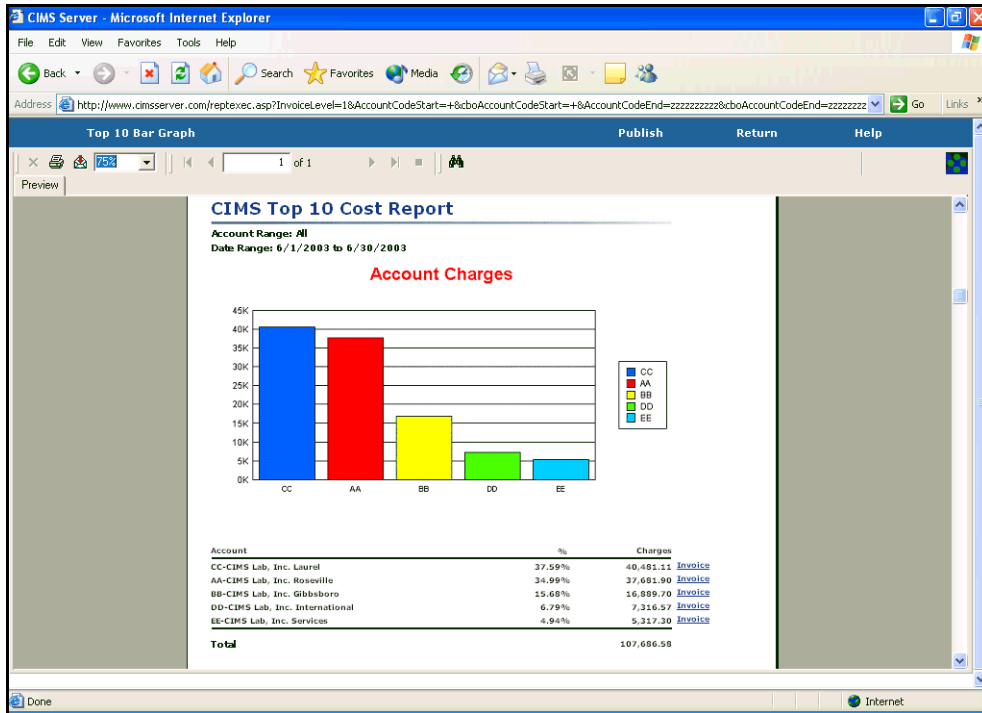 CIMS Server - Microsoft Internet Explorer
File Edit View Favorites Tools Help
Back Search Favorites Media
Address http://www.cimsserver.com/reptexec.asp?InvoiceLevel=1&AccountCodeStart=+&cboAccountCodeStart=+&AccountCodeEnd=zzzzzzzzzz&cboAccountCodeEnd=zzzzzzzz Go Links
Top 10 Bar Graph Publish Return Help
75% 1 of 1
Preview
CIMS Top 10 Cost Report
Account Range: All
Date Range: 6/1/2003 to 6/30/2003
Account Charges
45K
40K
35K
30K
25K
20K
15K
10K
5K
0K
CC AA BB DD EE
CC
AA
BB
DD
EE
Account % Charges
CC-CIMS Lab, Inc. Laurel 37.59% 40,481.11 Invoice
AA-CIMS Lab, Inc. Roseville 34.99% 37,681.90 Invoice
BB-CIMS Lab, Inc. Gibbsboro 15.68% 16,889.70 Invoice
DD-CIMS Lab, Inc. International 6.79% 7,316.57 Invoice
EE-CIMS Lab, Inc. Services 4.94% 5,317.30 Invoice
Total 107,686.58
Done Internet